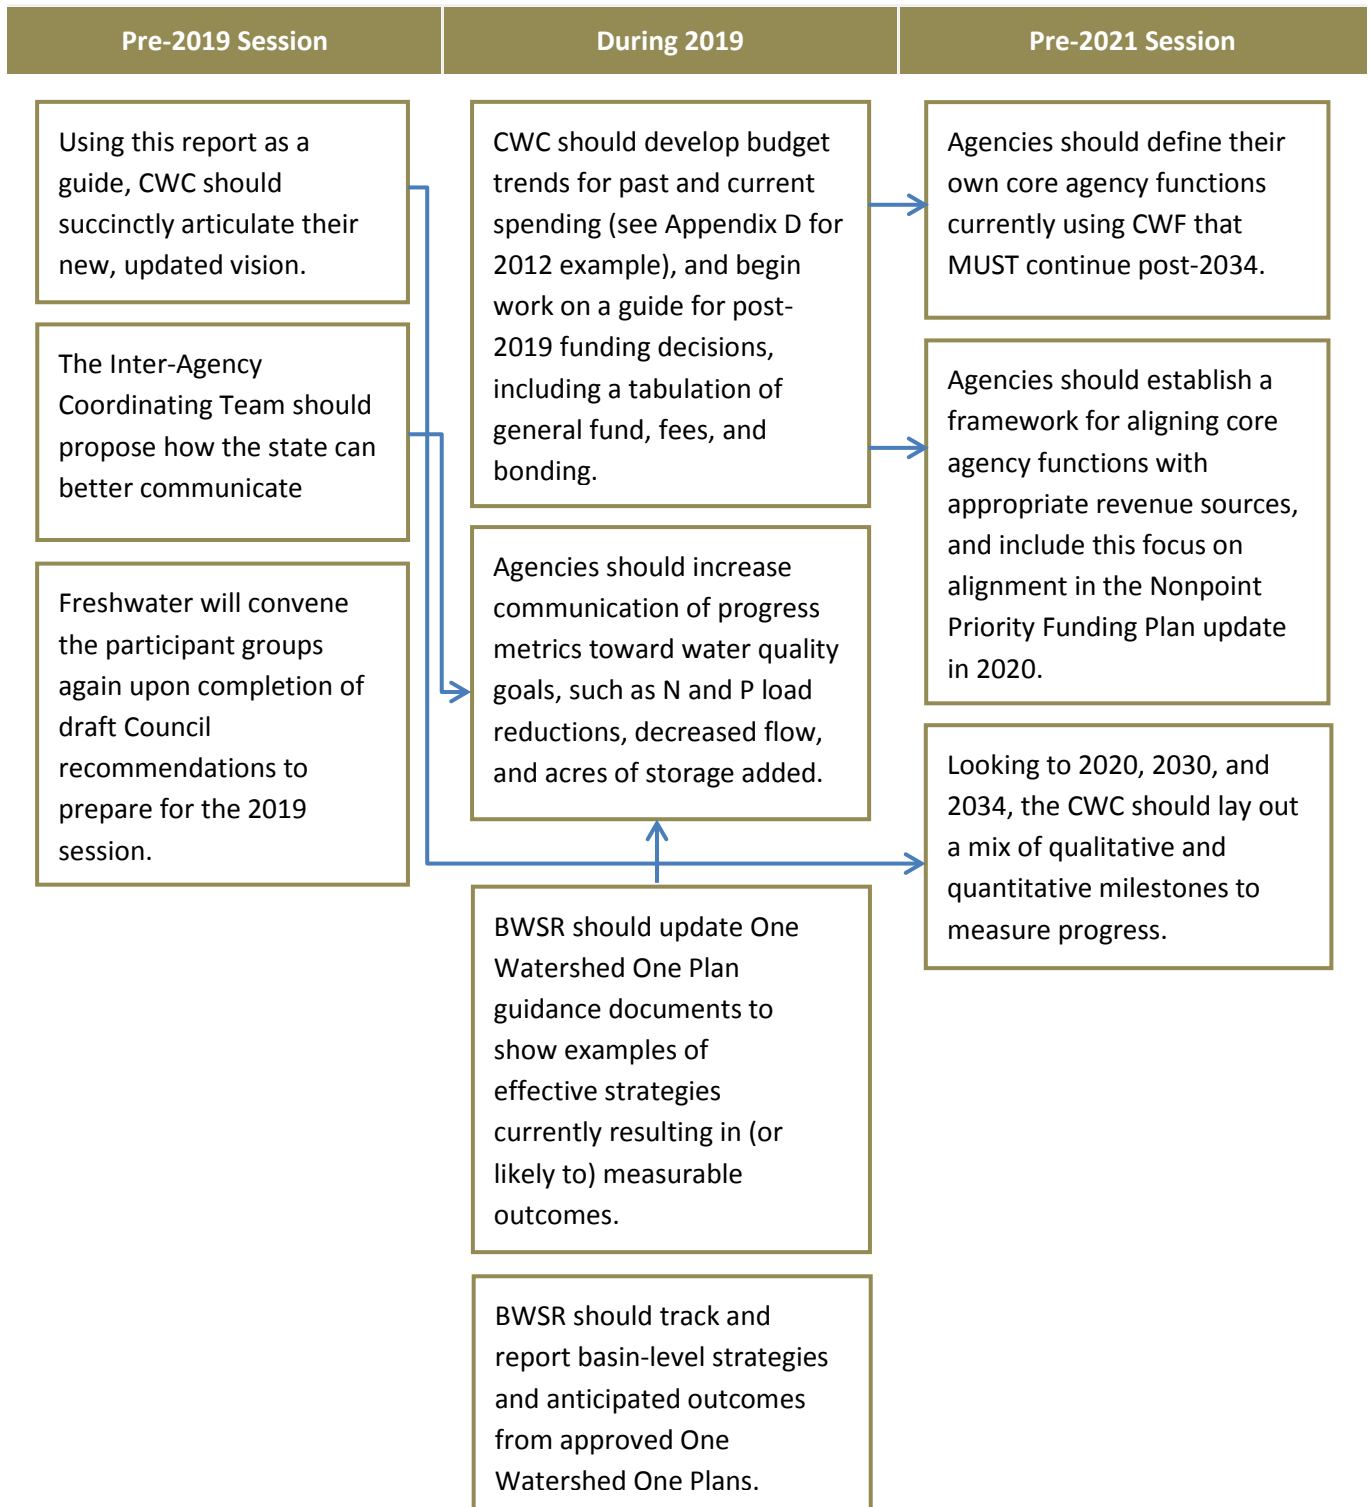 Pre-2019 Session
During 2019
Pre-2021 Session
Using this report as a
guide, CWC should
succinctly articulate their
new, updated vision.
The Inter-Agency
Coordinating Team should
propose how the state can
better communicate
Freshwater will convene
the participant groups
again upon completion of
draft Council
recommendations to
prepare for the 2019
session.
CWC should develop budget
trends for past and current
spending (see Appendix D for
2012 example), and begin
work on a guide for post-
2019 funding decisions,
including a tabulation of
general fund, fees, and
bonding.
Agencies should increase
communication of progress
metrics toward water quality
goals, such as N and P load
reductions, decreased flow,
and acres of storage added.
BWSR should update One
Watershed One Plan
guidance documents to
show examples of
effective strategies
currently resulting in (or
likely to) measurable
outcomes.
BWSR should track and
report basin-level strategies
and anticipated outcomes
from approved One
Watershed One Plans.
Agencies should define their
own core agency functions
currently using CWF that
MUST continue post-2034.
Agencies should establish a
framework for aligning core
agency functions with
appropriate revenue sources,
and include this focus on
alignment in the Nonpoint
Priority Funding Plan update
in 2020.
Looking to 2020, 2030, and
2034, the CWC should lay out
a mix of qualitative and
quantitative milestones to
measure progress.